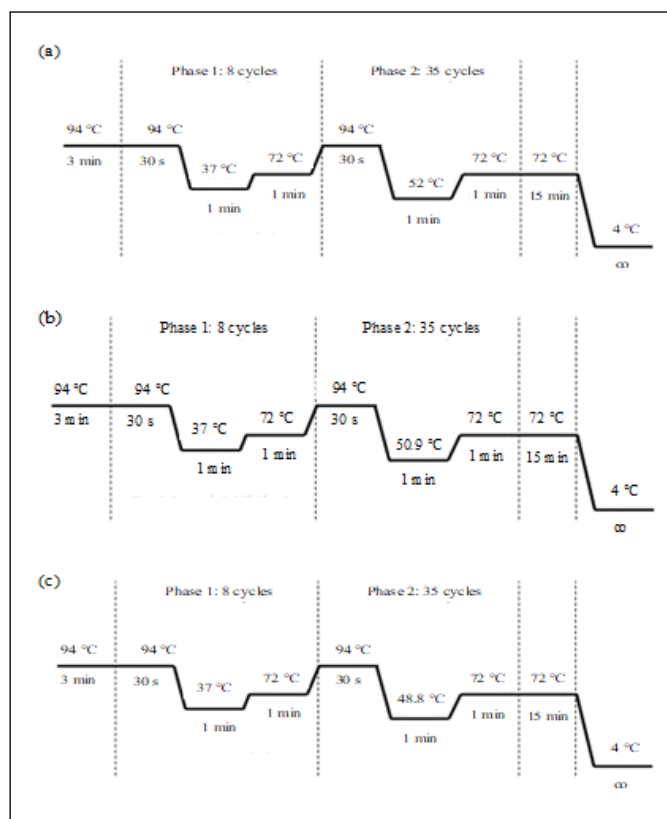 (a)
Phase 1: 8 cycles
Phase 2: 35 cycles
94 °C
94 °C
94 °C
3 min
30 s
37 °C
72 °C
30 s
52 °C
72 °C
72 °C
1 min
1 min
1 min
1 min
15 min
4 °C
∞
(b)
Phase 1: 8 cycles
Phase 2: 35 cycles
94 °C
94 °C
94 °C
3 min
30 s
37 °C
72 °C
30 s
50.9 °C
72 °C
72 °C
1 min
1 min
1 min
1 min
15 min
4 °C
∞
(c)
Phase 1: 8 cycles
Phase 2: 35 cycles
94 °C
94 °C
94 °C
3 min
30 s
37 °C
72 °C
30 s
48.8 °C
72 °C
72 °C
1 min
1 min
1 min
1 min
15 min
4 °C
∞